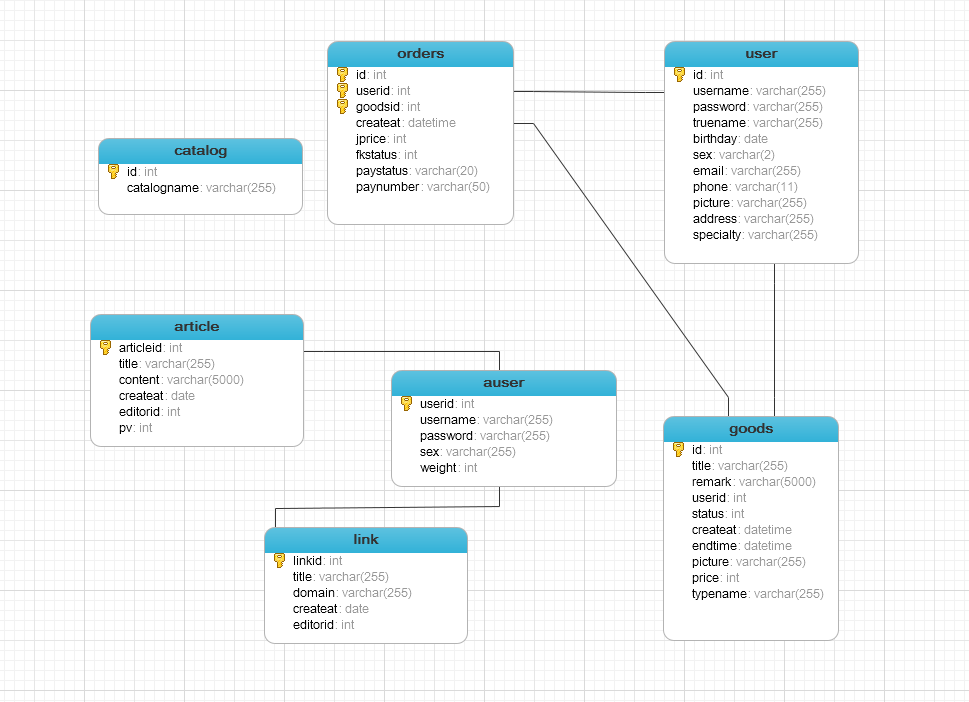 orders
id: int
userid: int
goodsid: int
createat: datetime
jprice: int
fkstatus: int
paystatus: varchar(20)
paynumber: varchar(50)
user
id: int
username: varchar(255)
password: varchar(255)
truename: varchar(255)
birthday: date
sex: varchar(2)
email: varchar(255)
phone: varchar(11)
picture: varchar(255)
address: varchar(255)
specialty: varchar(255)
catalog
id: int
catalogname: varchar(255)
article
articleid: int
title: varchar(255)
content: varchar(5000)
createat: date
editorid: int
pv: int
auser
userid: int
username: varchar(255)
password: varchar(255)
sex: varchar(255)
weight: int
goods
id: int
title: varchar(255)
remark: varchar(5000)
userid: int
status: int
createat: datetime
endtime: datetime
picture: varchar(255)
price: int
typename: varchar(255)
link
linkid: int
title: varchar(255)
domain: varchar(255)
createat: date
editorid: int